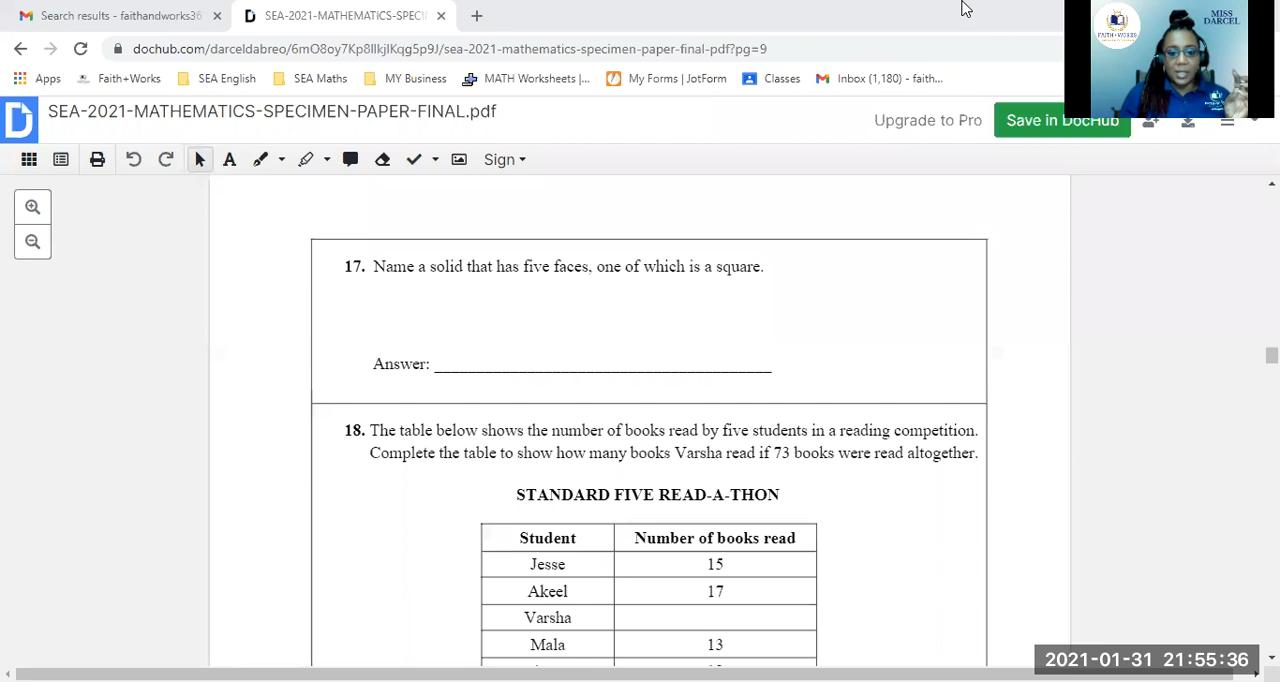 Search results - faithandworks36
SEA-2021-MATHEMATICS-SPECI
dochub.com/darceldabreo/6mO8oy7Kp8llkjlKqg5p9J/sea-2021-mathematics-specimen-paper-final-pdf?pg=9
Apps
Faith+Works
SEA English
SEA Maths
MY Business
MATH Worksheets |...
My Forms | JotForm
Classes
Inbox (1,180) - faith...
MISS
DARCEL
FAITH+WORKS
SEA-2021-MATHEMATICS-SPECIMEN-PAPER-FINAL.pdf
Upgrade to Pro
Save in DocHub
A
Sign
17. Name a solid that has five faces, one of which is a square.
Answer: ______________________________________
18. The table below shows the number of books read by five students in a reading competition.
Complete the table to show how many books Varsha read if 73 books were read altogether.
STANDARD FIVE READ-A-THON
Student Number of books read
Jesse 15
Akeel 17
Varsha
Mala 13
2021-01-31 21:55:36